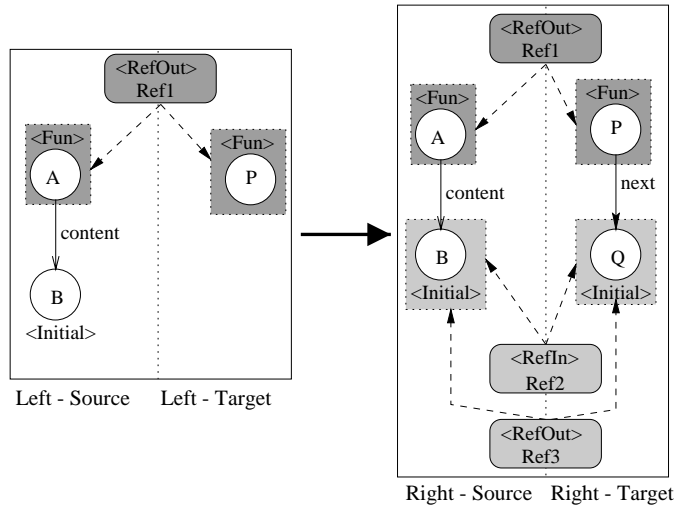 <RefOut>
Ref1
<Fun>
A
<Fun>
P
content
B
<Initial>
Left - Source
Left - Target
<RefOut>
Ref1
<Fun>
A
<Fun>
P
content
next
B
<Initial>
Q
<Initial>
<RefIn>
Ref2
<RefOut>
Ref3
Right - Source
Right - Target